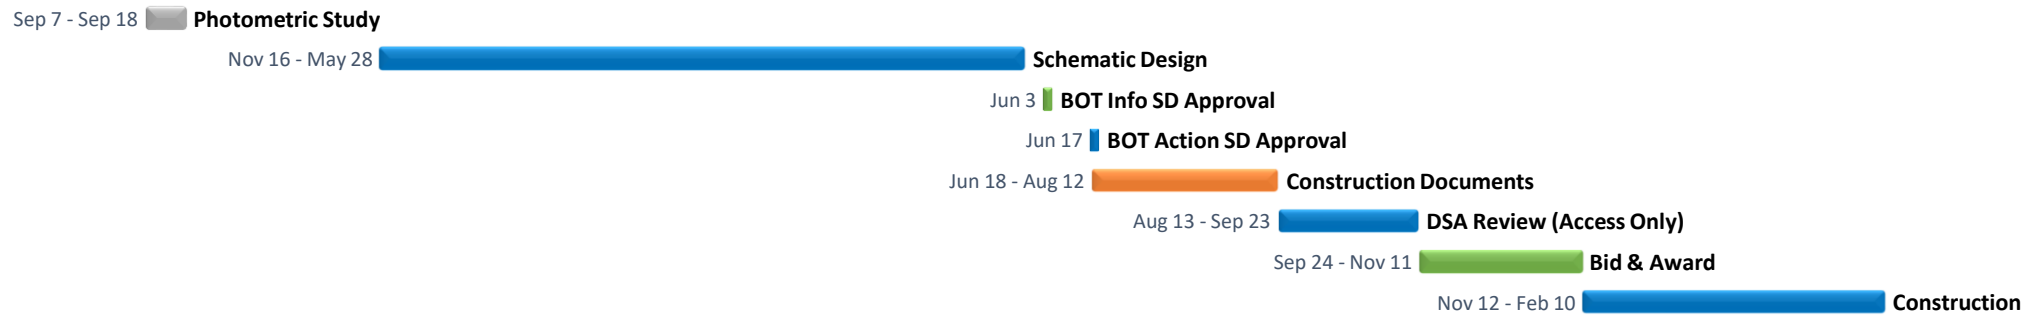 Sep 7 - Sep 18 Photometric Study
Nov 16 - May 28 Schematic Design
Jun 3 BOT Info SD Approval
Jun 17 BOT Action SD Approval
Jun 18 - Aug 12 Construction Documents
Aug 13 - Sep 23 DSA Review (Access Only)
Sep 24 - Nov 11 Bid & Award
Nov 12 - Feb 10 Construction